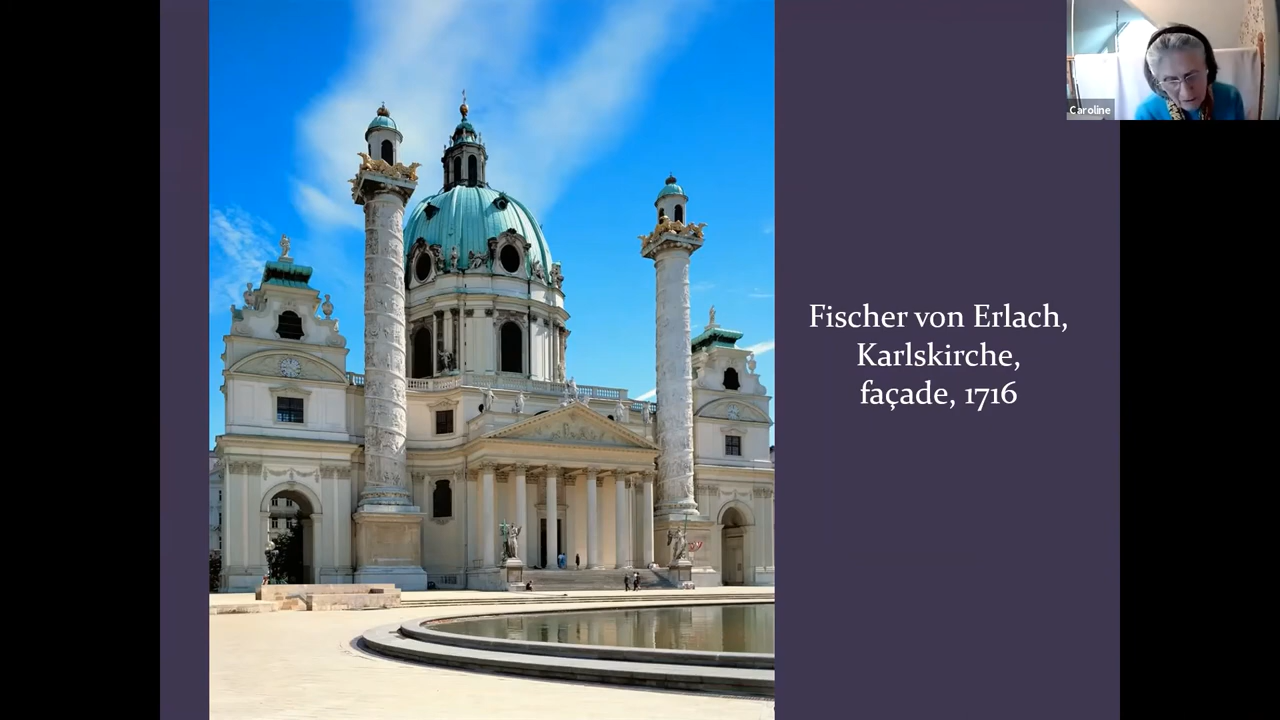 Caroline
Fischer von Erlach,
Karlskirche,
façade, 1716